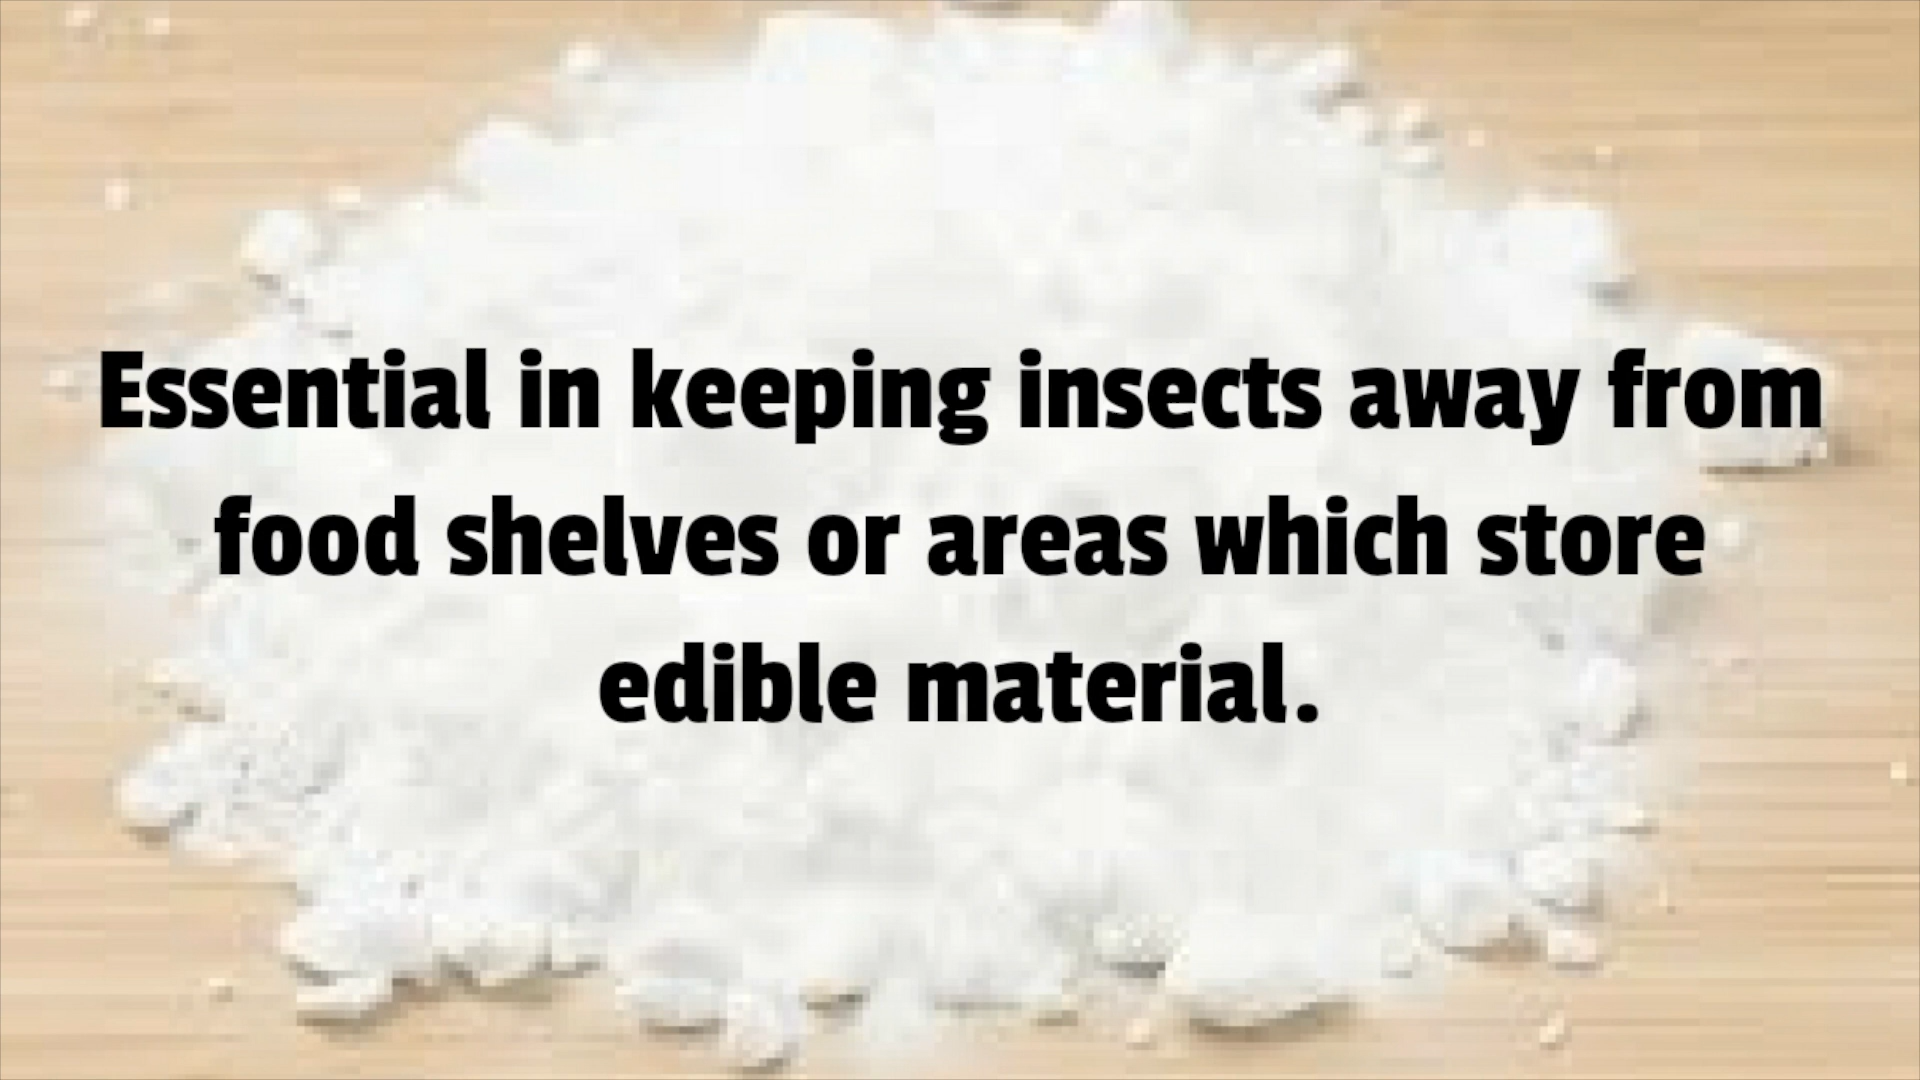 Essential in keeping insects away from
food shelves or areas which store
edible material.